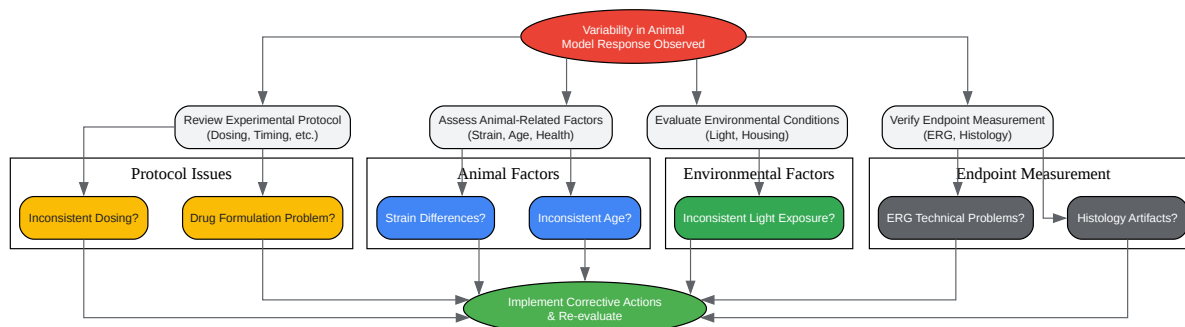 Variability in Animal
Model Response Observed
Review Experimental Protocol
(Dosing, Timing, etc.)
Assess Animal-Related Factors
(Strain, Age, Health)
Evaluate Environmental Conditions
(Light, Housing)
Verify Endpoint Measurement
(ERG, Histology)
Protocol Issues
Animal Factors
Environmental Factors
Endpoint Measurement
Inconsistent Dosing?
Drug Formulation Problem?
Strain Differences?
Inconsistent Age?
Inconsistent Light Exposure?
ERG Technical Problems?
Histology Artifacts?
Implement Corrective Actions
& Re-evaluate